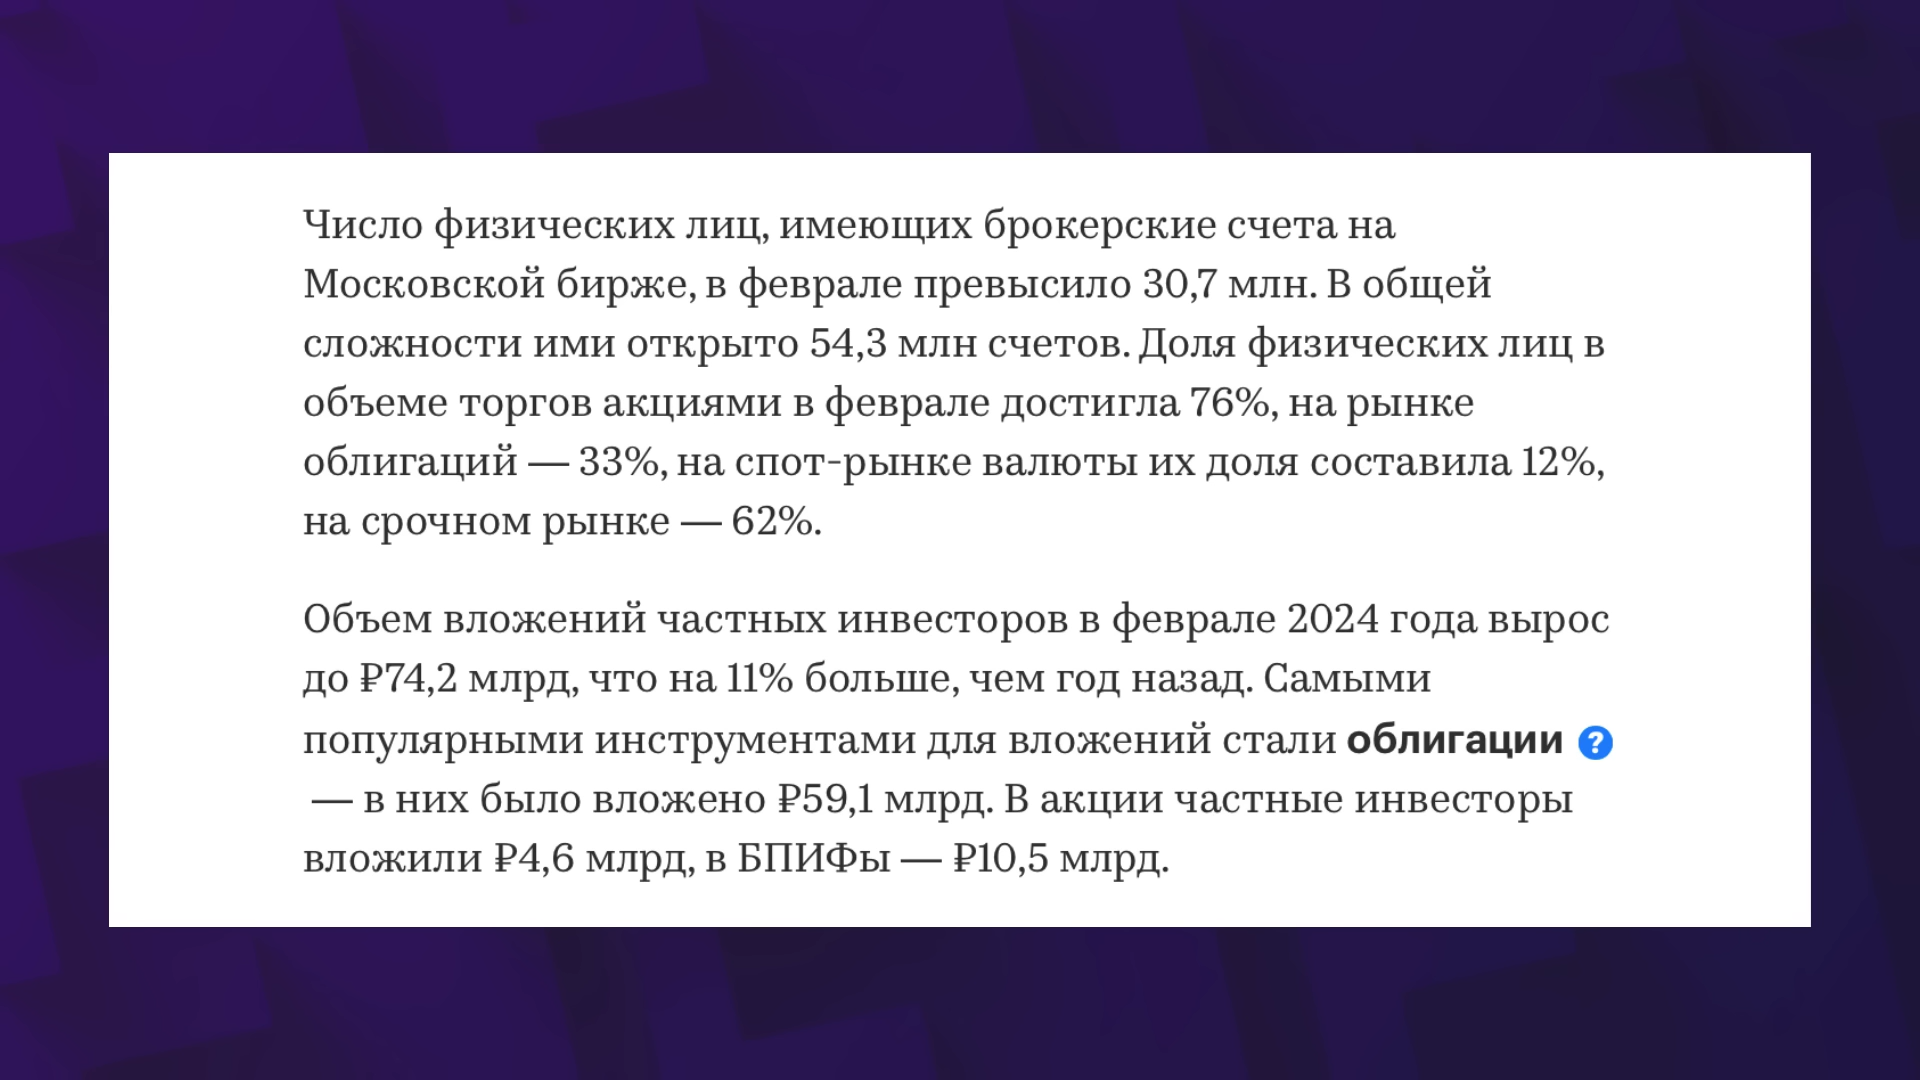 Число физических лиц, имеющих брокерские счета на
Московской бирже, в феврале превысило 30,7 млн. В общей
сложности ими открыто 54,3 млн счетов. Доля физических лиц в
объеме торгов акциями в феврале достигла 76%, на рынке
облигаций — 33%, на спот-рынке валюты их доля составила 12%,
на срочном рынке — 62%.
Объем вложений частных инвесторов в феврале 2024 года вырос
до ₽74,2 млрд, что на 11% больше, чем год назад. Самыми
популярными инструментами для вложений стали облигации ?
— в них было вложено ₽59,1 млрд. В акции частные инвесторы
вложили ₽4,6 млрд, в БПИФы — ₽10,5 млрд.